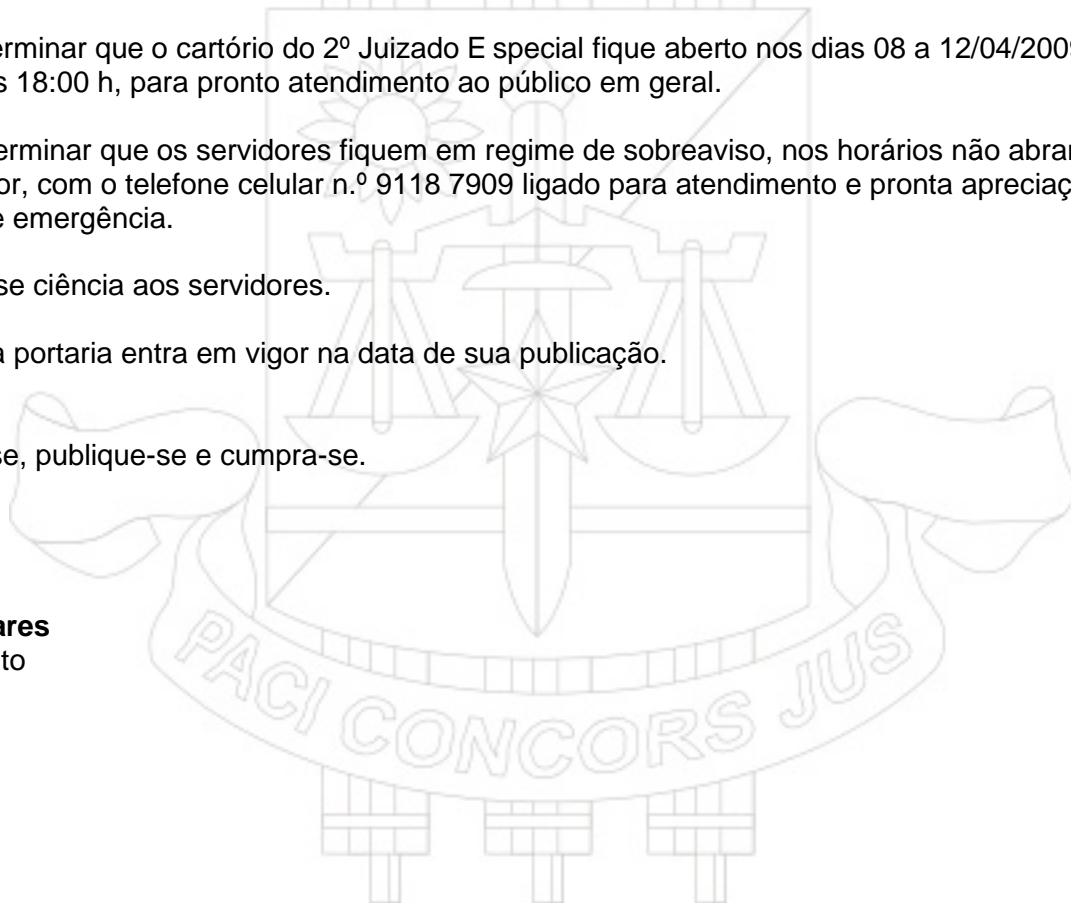 erminar que o cartório do 2º Juizado E special fique aberto nos dias 08 a 12/04/2009
s 18:00 h, para pronto atendimento ao público em geral.
erminar que os servidores fiquem em regime de sobreaviso, nos horários não abran
or, com o telefone celular n.º 9118 7909 ligado para atendimento e pronta apreciaç
e emergência.
se ciência aos servidores.
a portaria entra em vigor na data de sua publicação.
se, publique-se e cumpra-se.
ares
to
PACI CONCORS JUS